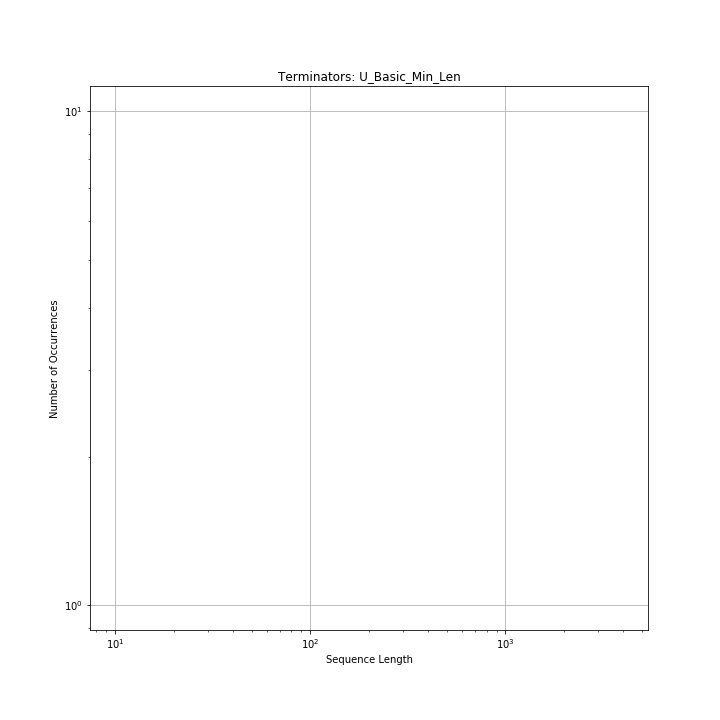 Terminators: U_Basic_Min_Len
Number of Occurrences
10¹
10⁰
10¹ 10² 10³
Sequence Length